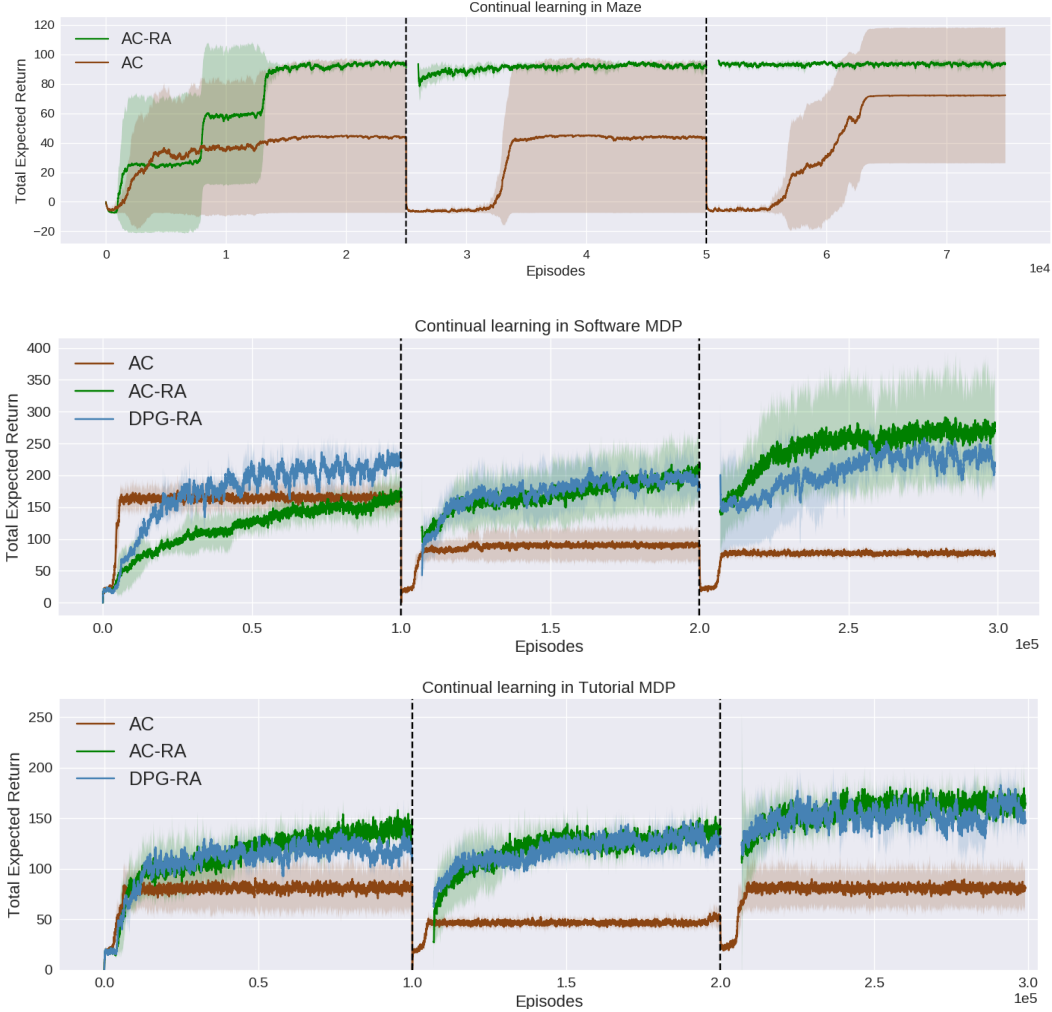 Continual learning in Maze
Total Expected Return
120
100
80
60
40
20
0
−20
AC-RA
AC
0 1 2 3 4 5 6 7
1e4
Episodes
Continual learning in Software MDP
Total Expected Return
400
350
300
250
200
150
100
50
0
AC
AC-RA
DPG-RA
0.0 0.5 1.0 1.5 2.0 2.5 3.0
1e5
Episodes
Continual learning in Tutorial MDP
Total Expected Return
250
200
150
100
50
0
AC
AC-RA
DPG-RA
0.0 0.5 1.0 1.5 2.0 2.5 3.0
1e5
Episodes